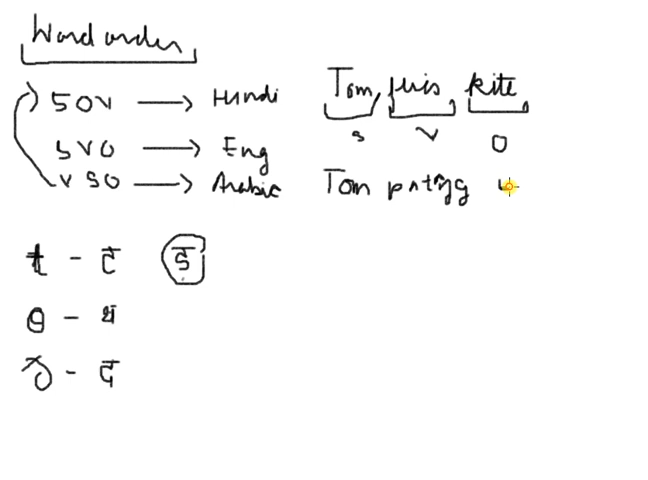 Word order
SOV → Hindi
SVO → Eng
VSO → Arabic
Tom flies kite
S V O
Tom
t - ट ड
θ - थ
ð - द